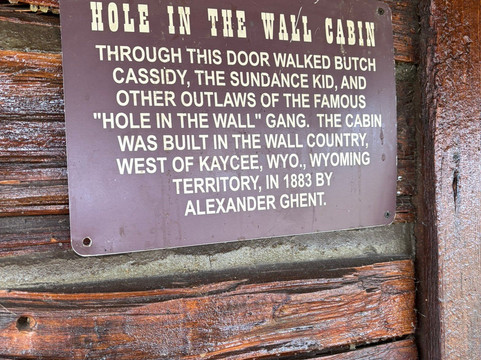 HOLE IN THE WALL CABIN
THROUGH THIS DOOR WALKED BUTCH
CASSIDY, THE SUNDANCE KID, AND
OTHER OUTLAWS OF THE FAMOUS
"HOLE IN THE WALL" GANG. THE CABIN
WAS BUILT IN THE WALL COUNTRY,
WEST OF KAYCEE, WYO., WYOMING
TERRITORY, IN 1883 BY
ALEXANDER GHENT.